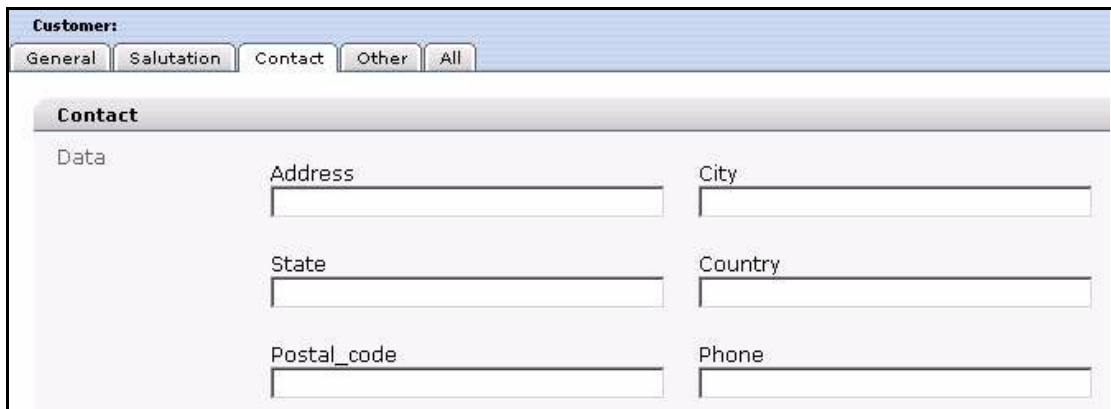 Customer:
General Salutation Contact Other All
Contact
Data
Address City
State Country
Postal_code Phone